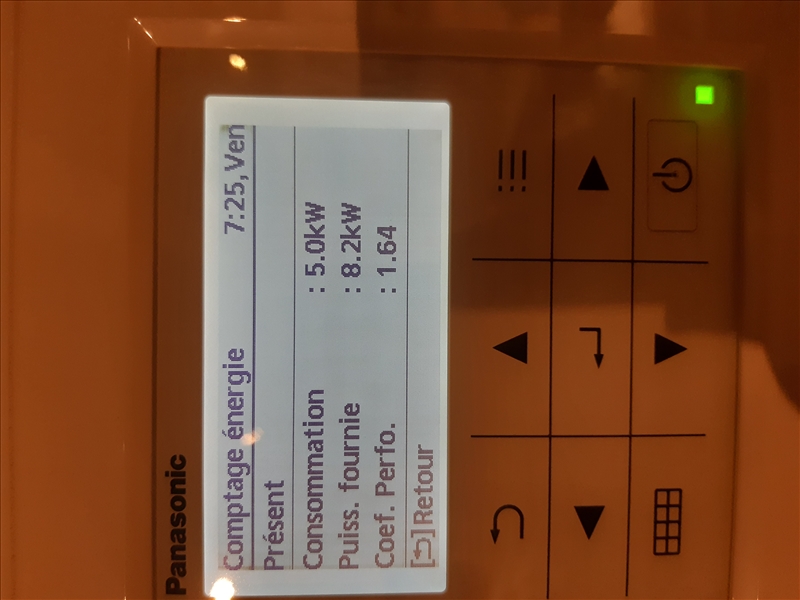 Panasonic
Comptage énergie 7:25,Ven
Présent
Consommation : 5.0kW
Puiss. fournie : 8.2kW
Coef. Perfo. : 1.64
[⮌]Retour